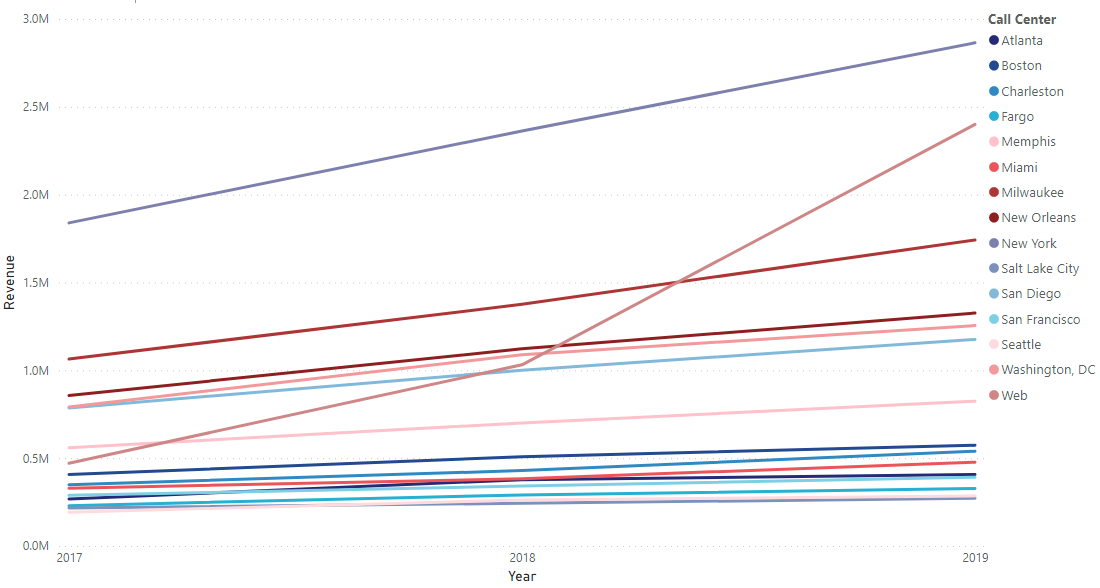 3.0M
2.5M
2.0M
1.5M
1.0M
0.5M
0.0M
Revenue
2017
2018
2019
Year
Call Center
Atlanta
Boston
Charleston
Fargo
Memphis
Miami
Milwaukee
New Orleans
New York
Salt Lake City
San Diego
San Francisco
Seattle
Washington, DC
Web